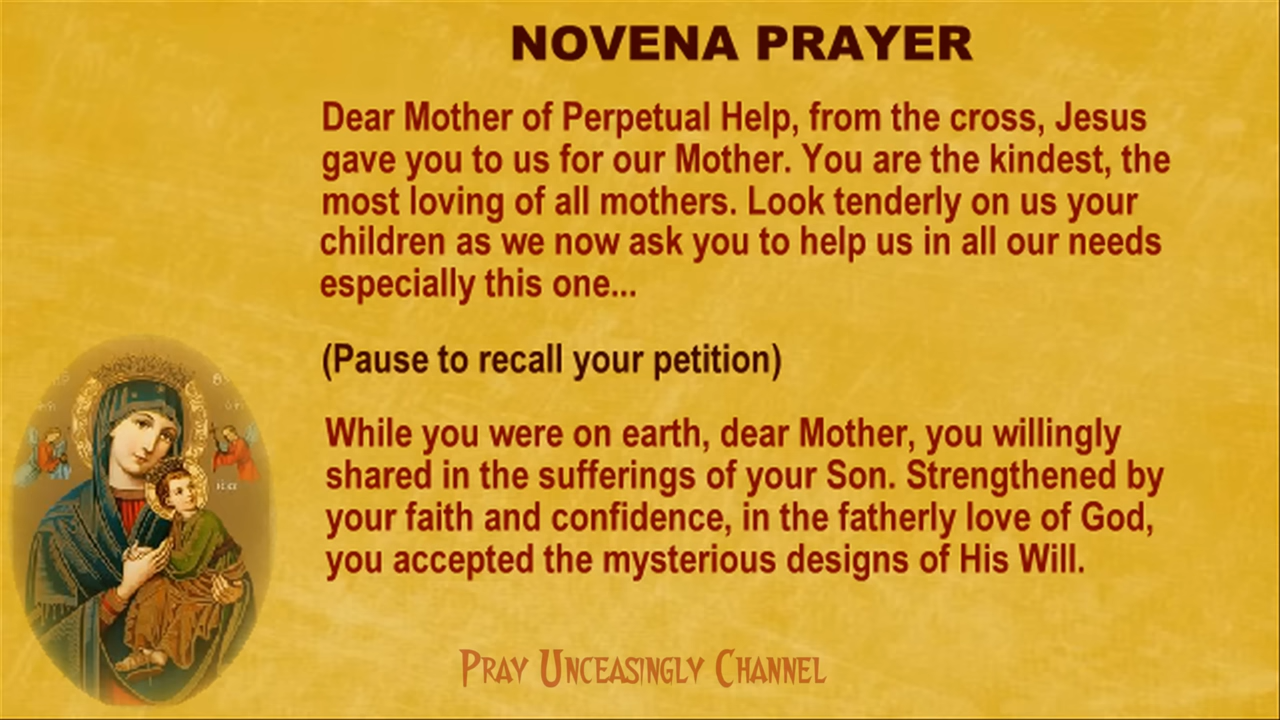 NOVENA PRAYER
Dear Mother of Perpetual Help, from the cross, Jesus
gave you to us for our Mother. You are the kindest, the
most loving of all mothers. Look tenderly on us your
children as we now ask you to help us in all our needs
especially this one...
(Pause to recall your petition)
While you were on earth, dear Mother, you willingly
shared in the sufferings of your Son. Strengthened by
your faith and confidence, in the fatherly love of God,
you accepted the mysterious designs of His Will.
Pray Unceasingly Channel